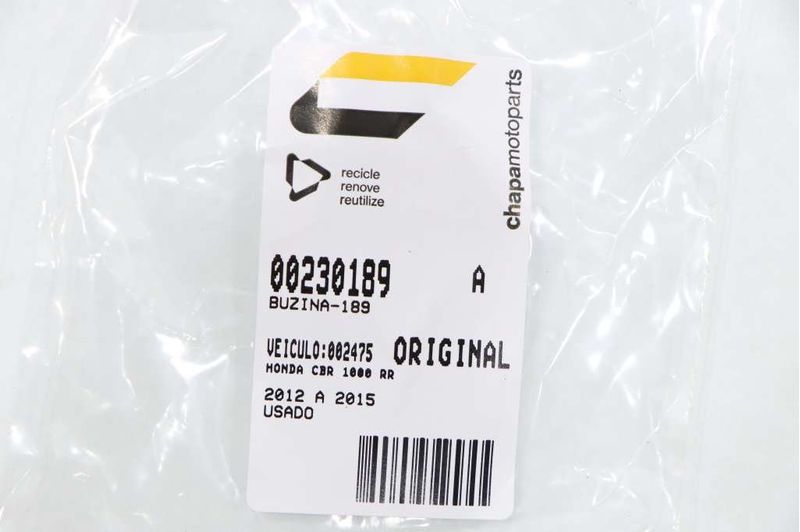 chapamotoparts
recicle
renove
reutilize
00230189 A
BUZINA-189
VEICULO:002475 ORIGINAL
HONDA CBR 1000 RR
2012 A 2015
USADO